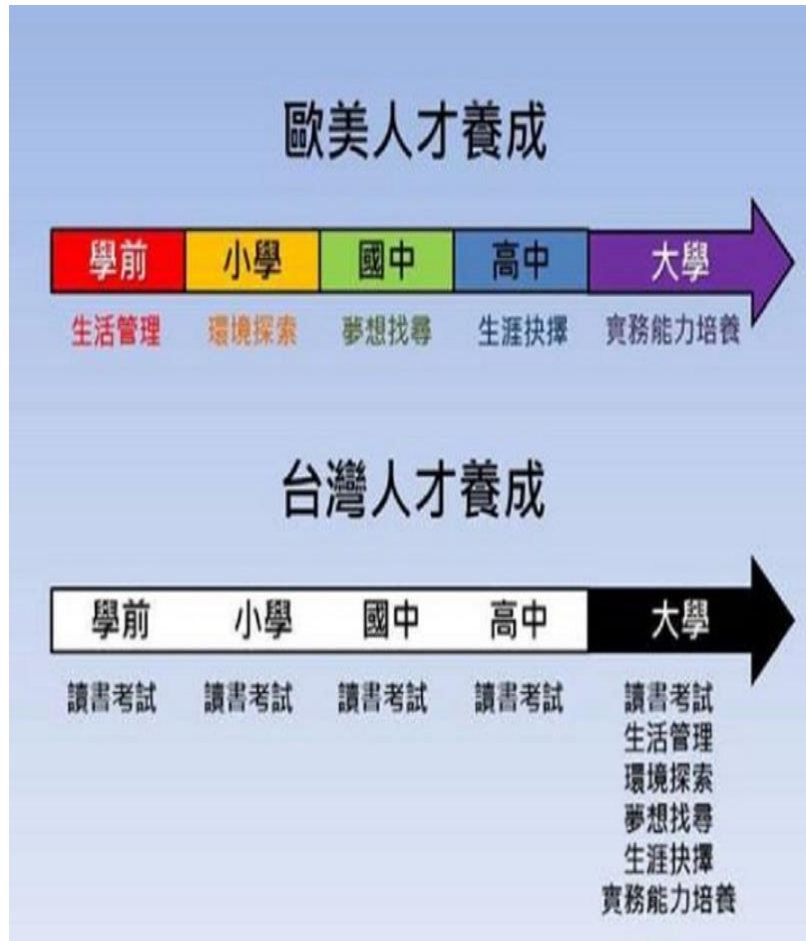 歐美人才養成
學前 小學 國中 高中 大學
生活管理 環境探索 夢想找尋 生涯抉擇 實務能力培養
台灣人才養成
學前 小學 國中 高中 大學
讀書考試 讀書考試 讀書考試 讀書考試 讀書考試
生活管理
環境探索
夢想找尋
生涯抉擇
實務能力培養